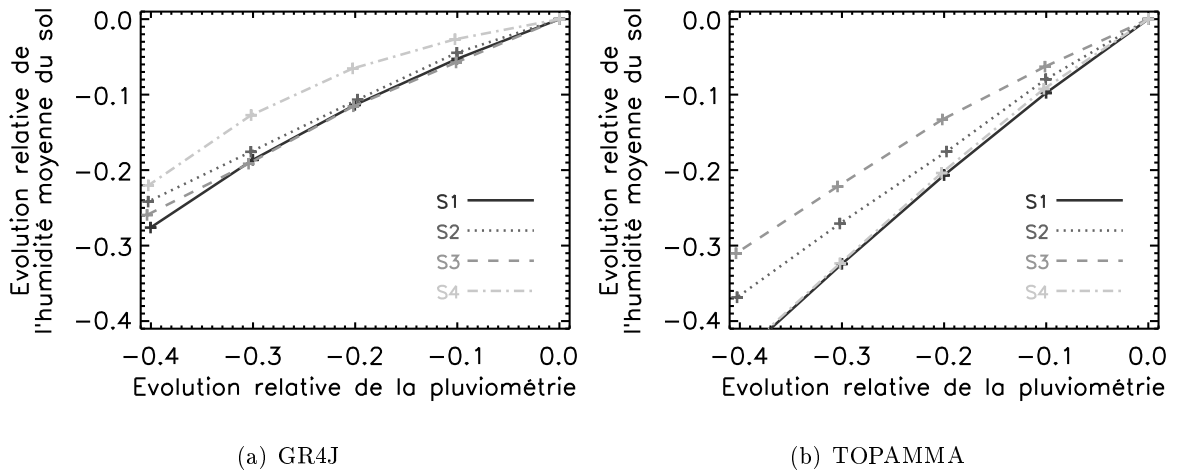 Evolution relative de
l'humidité moyenne du sol
0.0
−0.1
−0.2
−0.3
−0.4
S1
S2
S3
S4
−0.4 −0.3 −0.2 −0.1 0.0
Evolution relative de la pluviométrie
(a) GR4J
Evolution relative de
l'humidité moyenne du sol
0.0
−0.1
−0.2
−0.3
−0.4
S1
S2
S3
S4
−0.4 −0.3 −0.2 −0.1 0.0
Evolution relative de la pluviométrie
(b) TOPAMMA